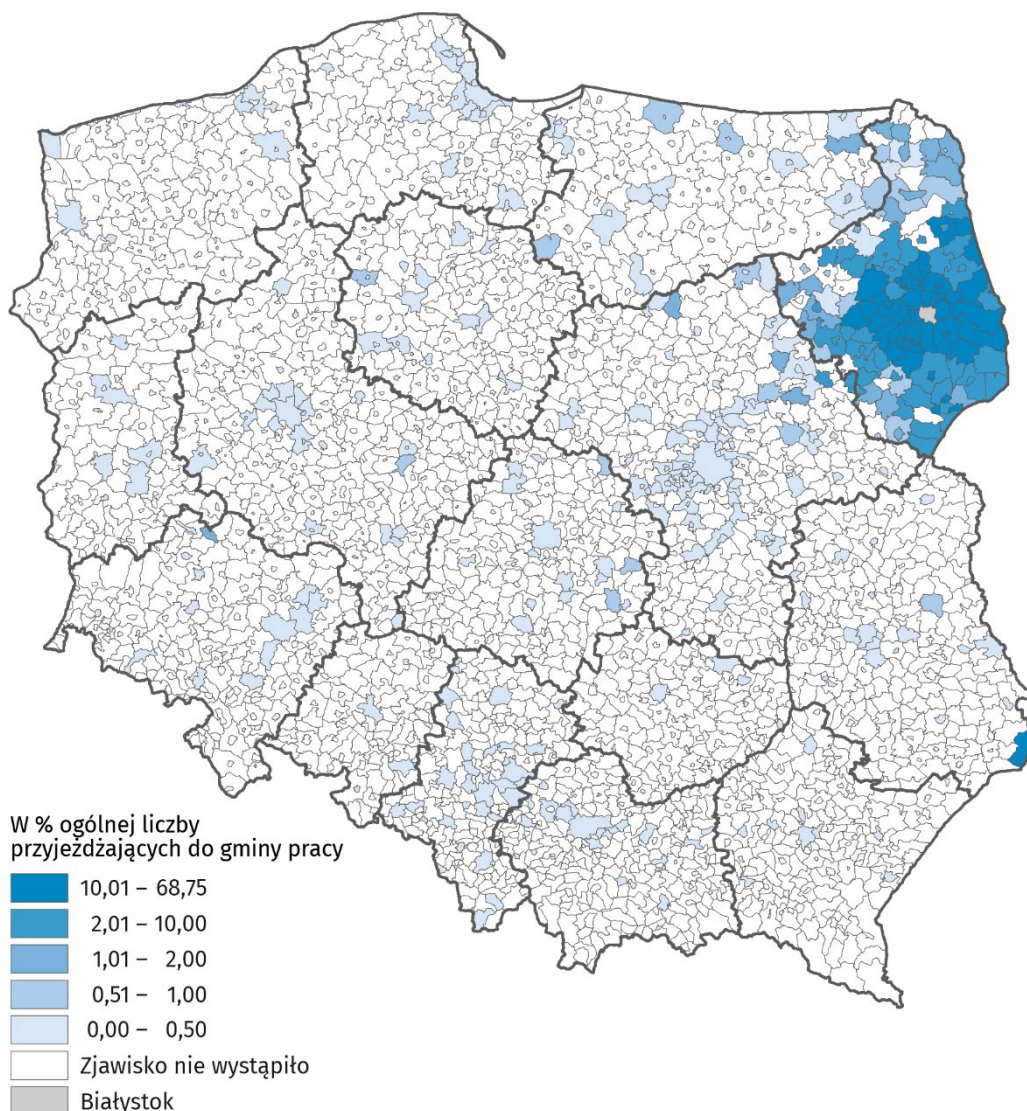 W % ogólnej liczby
przyjeżdżających do gminy pracy
10,01 – 68,75
2,01 – 10,00
1,01 – 2,00
0,51 – 1,00
0,00 – 0,50
Zjawisko nie wystąpiło
Białystok